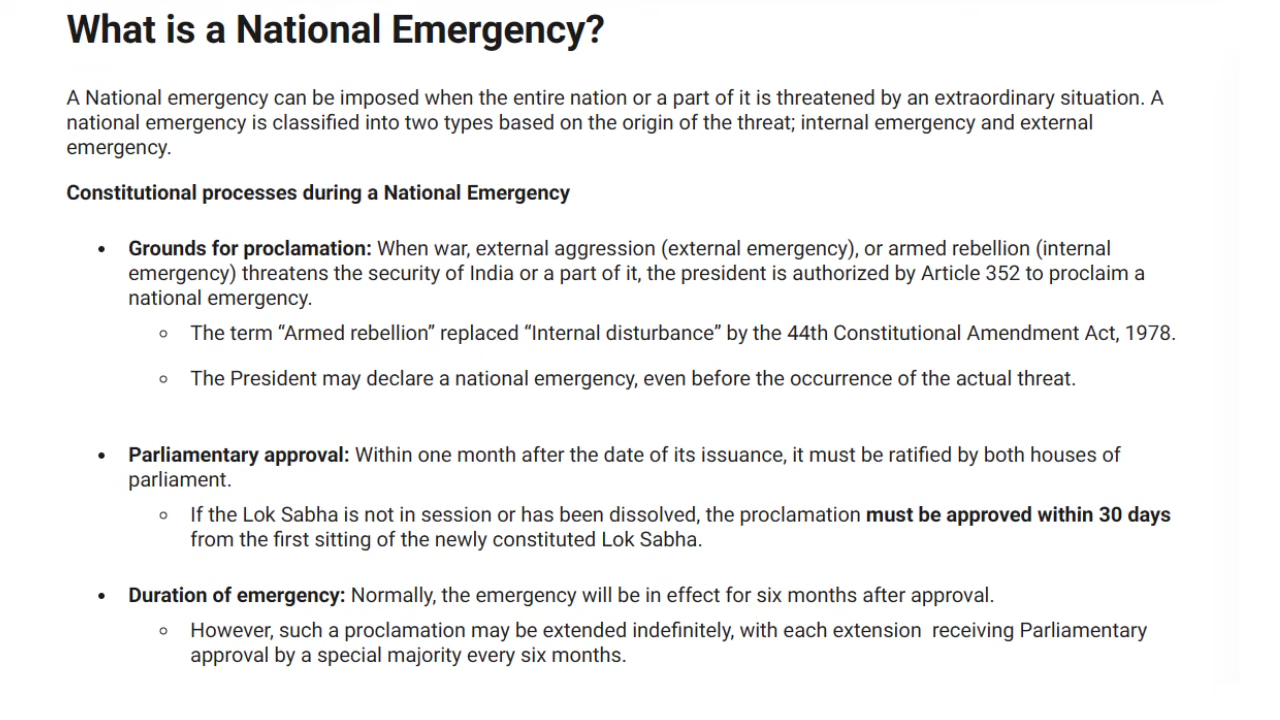 What is a National Emergency?
A National emergency can be imposed when the entire nation or a part of it is threatened by an extraordinary situation. A
national emergency is classified into two types based on the origin of the threat; internal emergency and external
emergency.
Constitutional processes during a National Emergency
• Grounds for proclamation: When war, external aggression (external emergency), or armed rebellion (internal
emergency) threatens the security of India or a part of it, the president is authorized by Article 352 to proclaim a
national emergency.
◦ The term “Armed rebellion” replaced “Internal disturbance” by the 44th Constitutional Amendment Act, 1978.
◦ The President may declare a national emergency, even before the occurrence of the actual threat.
• Parliamentary approval: Within one month after the date of its issuance, it must be ratified by both houses of
parliament.
◦ If the Lok Sabha is not in session or has been dissolved, the proclamation must be approved within 30 days
from the first sitting of the newly constituted Lok Sabha.
• Duration of emergency: Normally, the emergency will be in effect for six months after approval.
◦ However, such a proclamation may be extended indefinitely, with each extension receiving Parliamentary
approval by a special majority every six months.